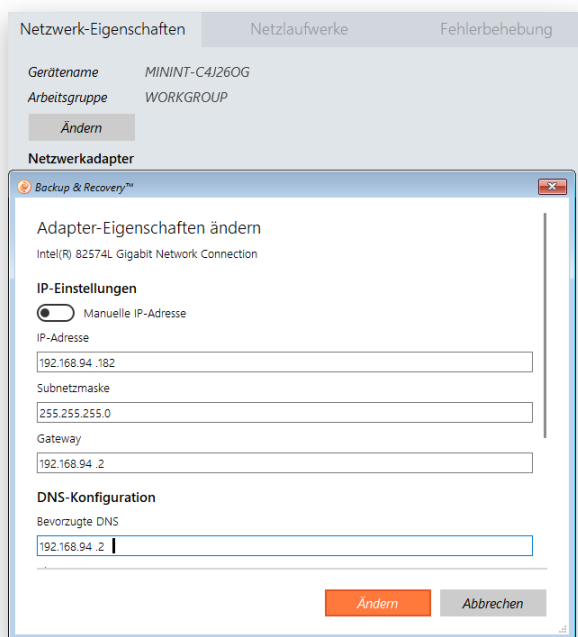 Netzwerk-Eigenschaften Netzlaufwerke Fehlerbehebung
Gerätename MININT-C4J26OG
Arbeitsgruppe WORKGROUP
Ändern
Netzwerkadapter
Backup & Recovery™
Adapter-Eigenschaften ändern
Intel(R) 82574L Gigabit Network Connection
IP-Einstellungen
Manuelle IP-Adresse
IP-Adresse
192.168.94 .182
Subnetzmaske
255.255.255.0
Gateway
192.168.94 .2
DNS-Konfiguration
Bevorzugte DNS
192.168.94 .2
Ändern Abbrechen